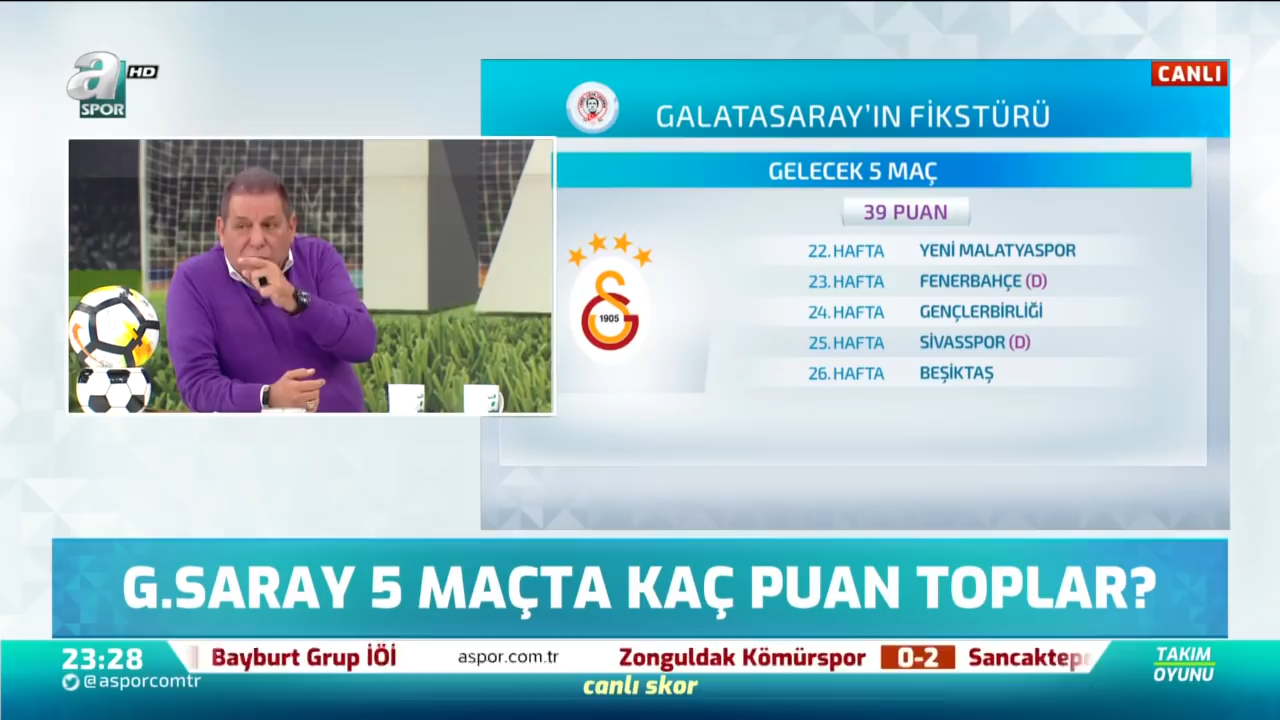 a
HD
SPOR
CANLI
GALATASARAY'IN FİKSTÜRÜ
GELECEK 5 MAÇ
39 PUAN
22.HAFTA YENİ MALATYASPOR
23.HAFTA FENERBAHÇE (D)
24.HAFTA GENÇLERBİRLİĞİ
25.HAFTA SİVASSPOR (D)
26.HAFTA BEŞİKTAŞ
1905
G.SARAY 5 MAÇTA KAÇ PUAN TOPLAR?
23:28 Bayburt Grup İÖİ aspor.com.tr Zonguldak Kömürspor 0-2 Sancaktepe
@asporcomtr
canlı skor
TAKIM
OYUNU